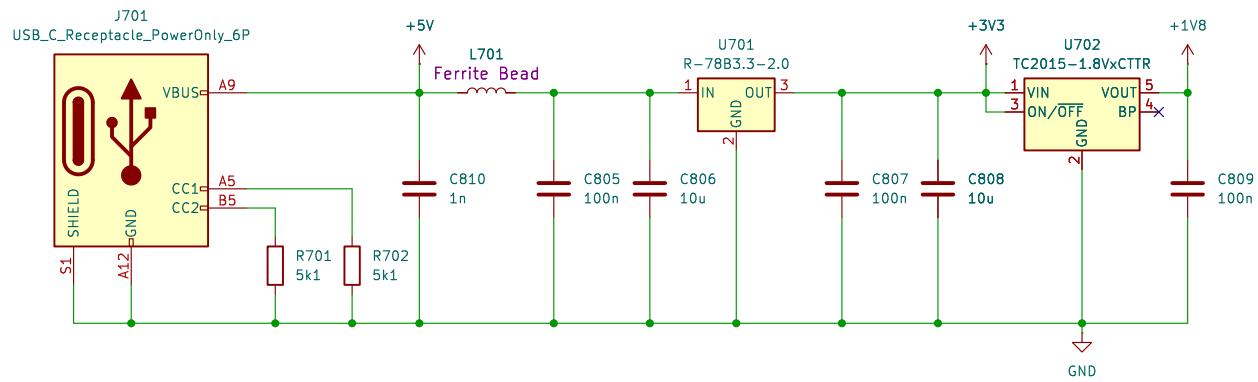 J701
USB_C_Receptacle_PowerOnly_6P
VBUS A9
CC1 A5
CC2 B5
SHIELD
GND
S1
A12
R701
5k1
R702
5k1
+5V
L701
Ferrite Bead
C810
1n
C805
100n
C806
10u
U701
R-78B3.3-2.0
1 IN OUT 3
GND
2
C807
100n
C808
10u
+3V3
U702
TC2015-1.8VxCTTR
1 VIN VOUT 5
3 ON/OFF BP 4
GND
2
+1V8
C809
100n
GND